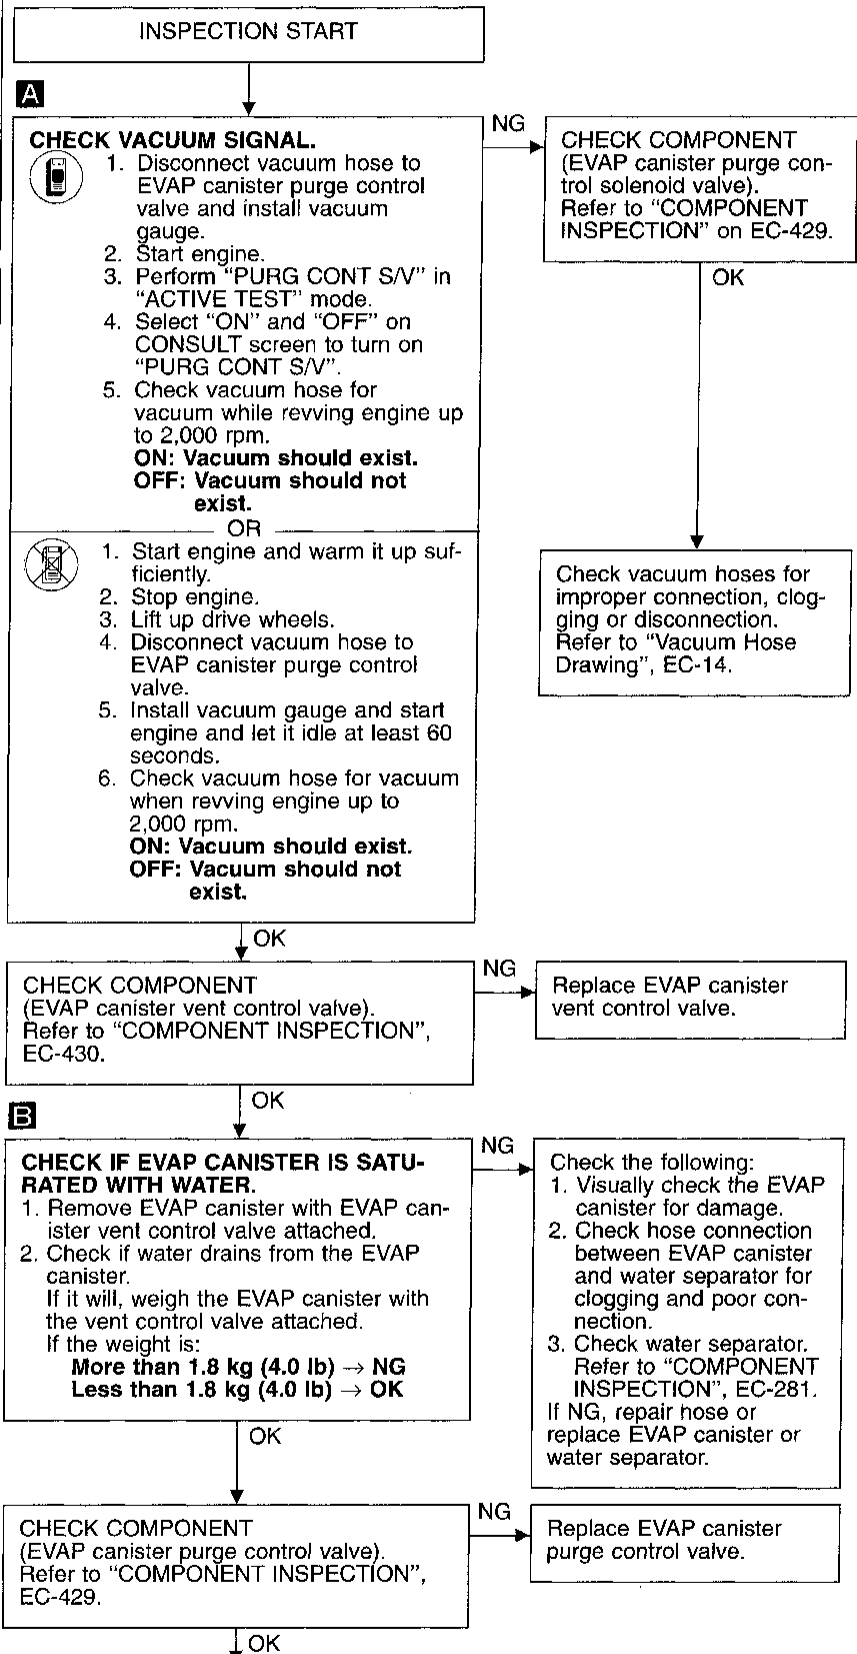 INSPECTION START
A
CHECK VACUUM SIGNAL.
1. Disconnect vacuum hose to
EVAP canister purge control
valve and install vacuum
gauge.
2. Start engine.
3. Perform “PURG CONT S/V” in
“ACTIVE TEST” mode.
4. Select “ON” and “OFF” on
CONSULT screen to turn on
“PURG CONT S/V”.
5. Check vacuum hose for
vacuum while revving engine up
to 2,000 rpm.
ON: Vacuum should exist.
OFF: Vacuum should not
exist.
OR
1. Start engine and warm it up suf-
ficiently.
2. Stop engine.
3. Lift up drive wheels.
4. Disconnect vacuum hose to
EVAP canister purge control
valve.
5. Install vacuum gauge and start
engine and let it idle at least 60
seconds.
6. Check vacuum hose for vacuum
when revving engine up to
2,000 rpm.
ON: Vacuum should exist.
OFF: Vacuum should not
exist.
NG
CHECK COMPONENT
(EVAP canister purge con-
trol solenoid valve).
Refer to “COMPONENT
INSPECTION” on EC-429.
OK
Check vacuum hoses for
improper connection, clog-
ging or disconnection.
Refer to “Vacuum Hose
Drawing”, EC-14.
OK
CHECK COMPONENT
(EVAP canister vent control valve).
Refer to “COMPONENT INSPECTION”,
EC-430.
NG
Replace EVAP canister
vent control valve.
OK
B
CHECK IF EVAP CANISTER IS SATU-
RATED WITH WATER.
1. Remove EVAP canister with EVAP can-
ister vent control valve attached.
2. Check if water drains from the EVAP
canister.
If it will, weigh the EVAP canister with
the vent control valve attached.
If the weight is:
More than 1.8 kg (4.0 lb) → NG
Less than 1.8 kg (4.0 lb) → OK
NG
Check the following:
1. Visually check the EVAP
canister for damage.
2. Check hose connection
between EVAP canister
and water separator for
clogging and poor con-
nection.
3. Check water separator.
Refer to “COMPONENT
INSPECTION”, EC-281.
If NG, repair hose or
replace EVAP canister or
water separator.
OK
CHECK COMPONENT
(EVAP canister purge control valve).
Refer to “COMPONENT INSPECTION”,
EC-429.
NG
Replace EVAP canister
purge control valve.
OK